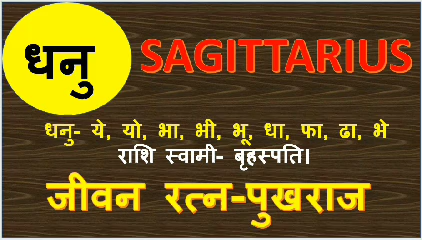 धनु
SAGITTARIUS
धनु- ये, यो, भा, भी, भू, धा, फा, ढा, भे
राशि स्वामी- बृहस्पति।
जीवन रत्न-पुखराज